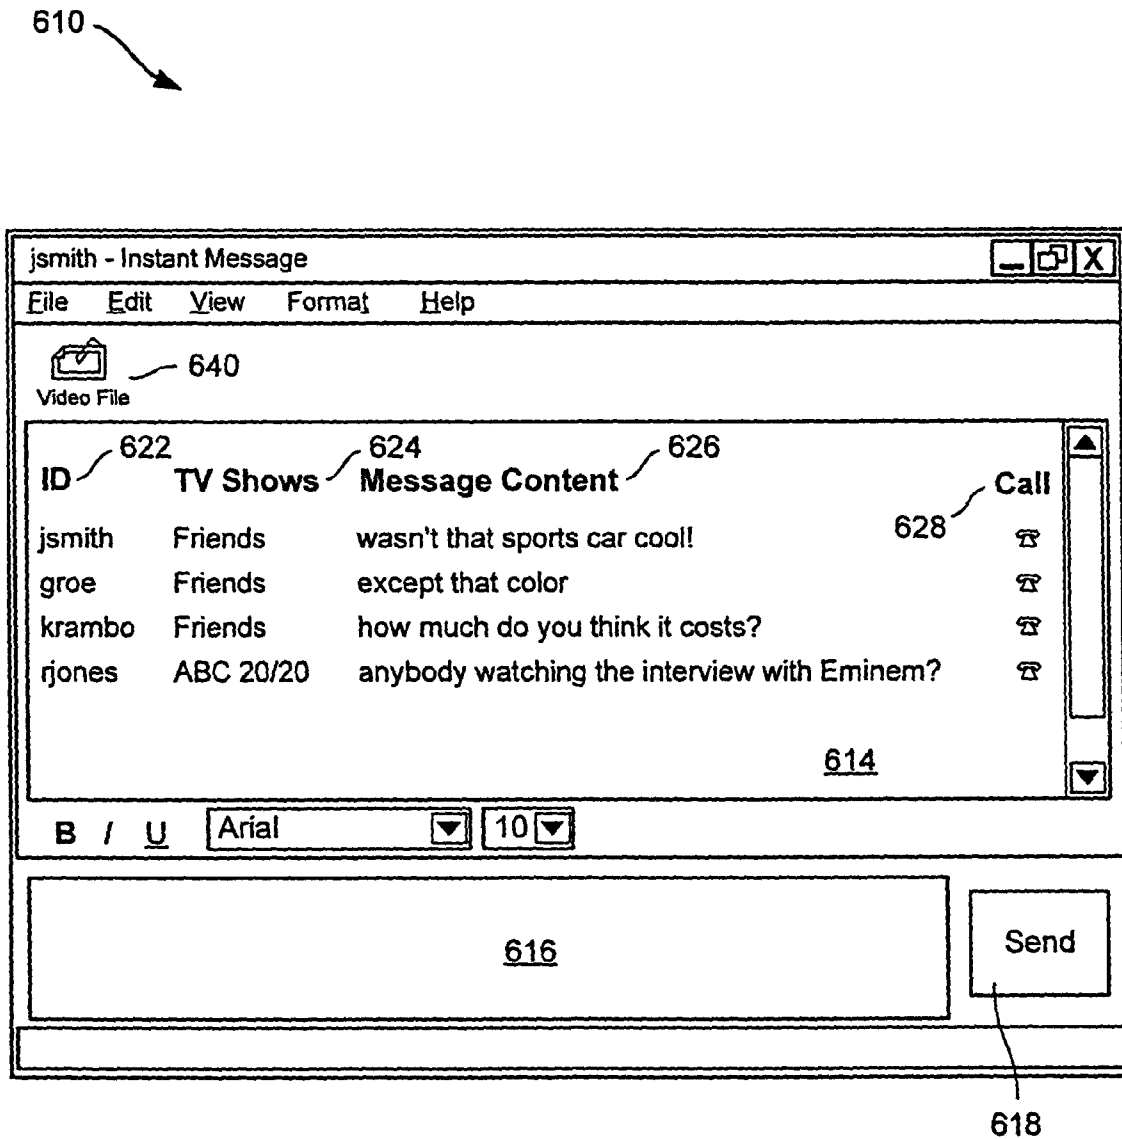 610
jsmith - Instant Message X
File Edit View Format Help
640
Video File
622 624 626
ID TV Shows Message Content Call
628
jsmith Friends wasn't that sports car cool!
groe Friends except that color
krambo Friends how much do you think it costs?
rjones ABC 20/20 anybody watching the interview with Eminem?
614
B I U Arial 10
616 Send
618